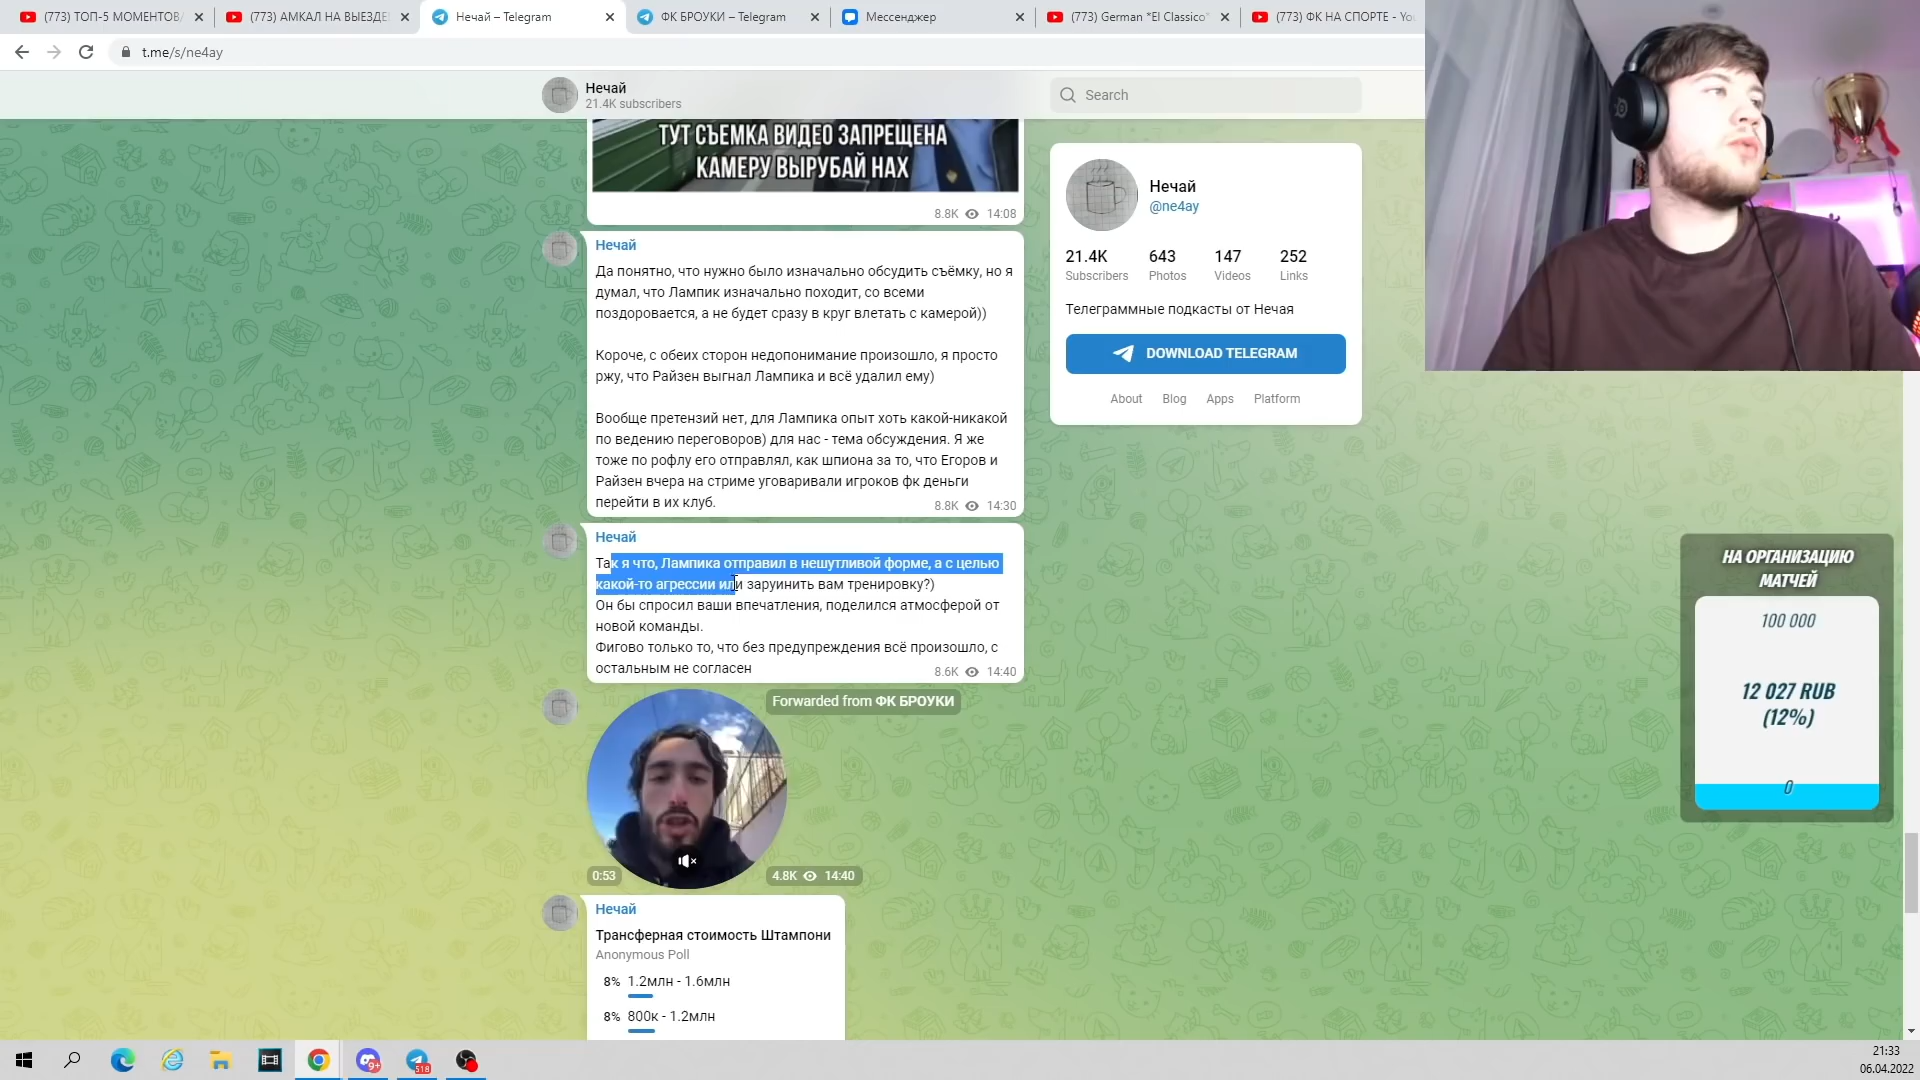 (773) ТОП-5 МОМЕНТОВ
(773) АМКАЛ НА ВЫЕЗДЕ
Нечай – Telegram
ФК БРОУКИ – Telegram
Мессенджер
(773) German "El Classico"
(773) ФК НА СПОРТЕ - You
t.me/s/ne4ay
Нечай
21.4K subscribers
Search
ТУТ СЪЕМКА ВИДЕО ЗАПРЕЩЕНА
КАМЕРУ ВЫРУБАЙ НАХ
8.8K 14:08
Нечай
Да понятно, что нужно было изначально обсудить съёмку, но я
думал, что Лампик изначально походит, со всеми
поздоровается, а не будет сразу в круг влетать с камерой))
Короче, с обеих сторон недопонимание произошло, я просто
ржу, что Райзен выгнал Лампика и всё удалил ему)
Вообще претензий нет, для Лампика опыт хоть какой-никакой
по ведению переговоров) для нас - тема обсуждения. Я же
тоже по рофлу его отправлял, как шпиона за то, что Егоров и
Райзен вчера на стриме уговаривали игроков фк деньги
перейти в их клуб.
8.8K 14:30
Нечай
Так я что, Лампика отправил в нешутливой форме, а с целью
какой-то агрессии или заруинить вам тренировку?)
Он бы спросил ваши впечатления, поделился атмосферой от
новой команды.
Фигово только то, что без предупреждения всё произошло, с
остальным не согласен
8.6K 14:40
Forwarded from ФК БРОУКИ
0:53
4.8K 14:40
Нечай
Трансферная стоимость Штампони
Anonymous Poll
8% 1.2млн - 1.6млн
8% 800к - 1.2млн
Нечай
@ne4ay
21.4K 643 147 252
Subscribers Photos Videos Links
Телеграммные подкасты от Нечая
DOWNLOAD TELEGRAM
About Blog Apps Platform
НА ОРГАНИЗАЦИЮ
МАТЧЕЙ
100 000
12 027 RUB
(12%)
0
9+
518
21:33
06.04.2022